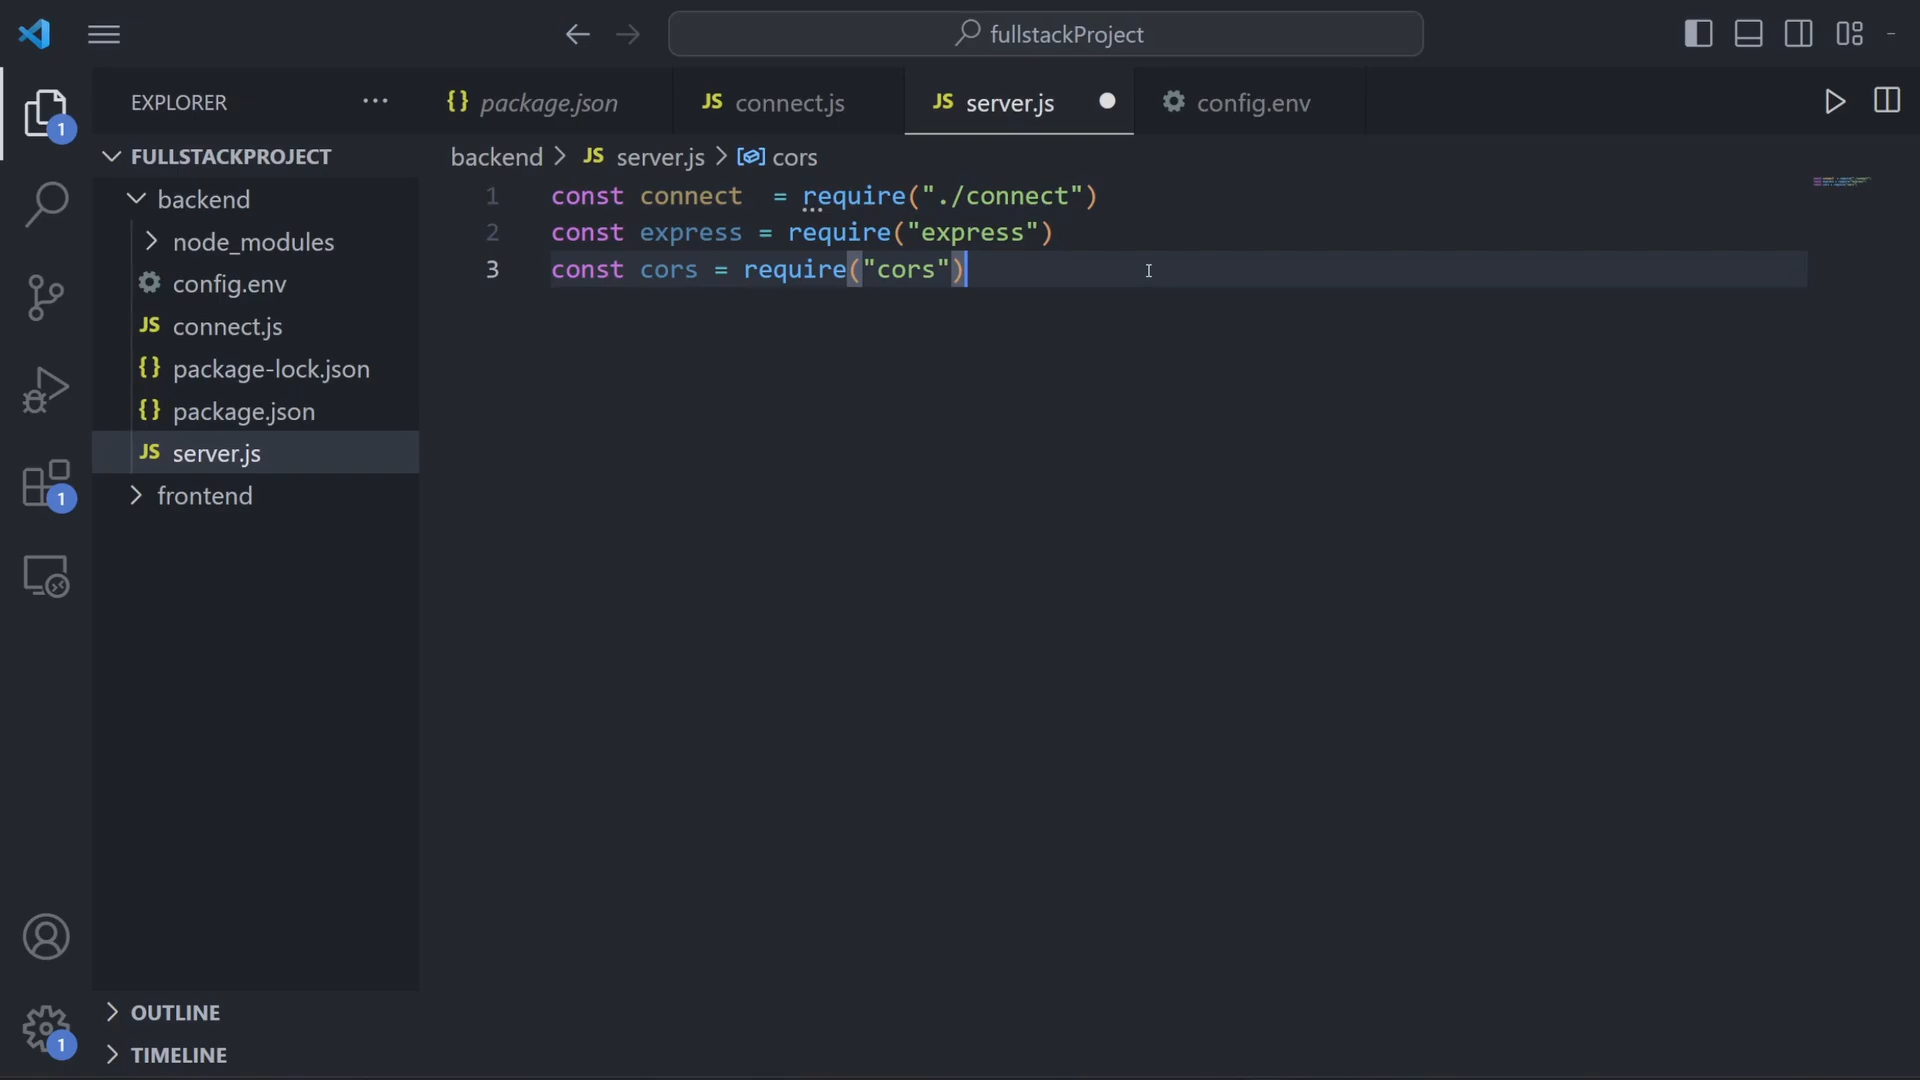 fullstackProject
EXPLORER ...
{} package.json
JS connect.js
JS server.js
config.env
1
FULLSTACKPROJECT
backend
node_modules
config.env
JS connect.js
{} package-lock.json
{} package.json
JS server.js
frontend
1
backend > JS server.js > cors
1 const connect  = require("./connect")
2 const express = require("express")
3 const cors = require("cors")
OUTLINE
TIMELINE
1